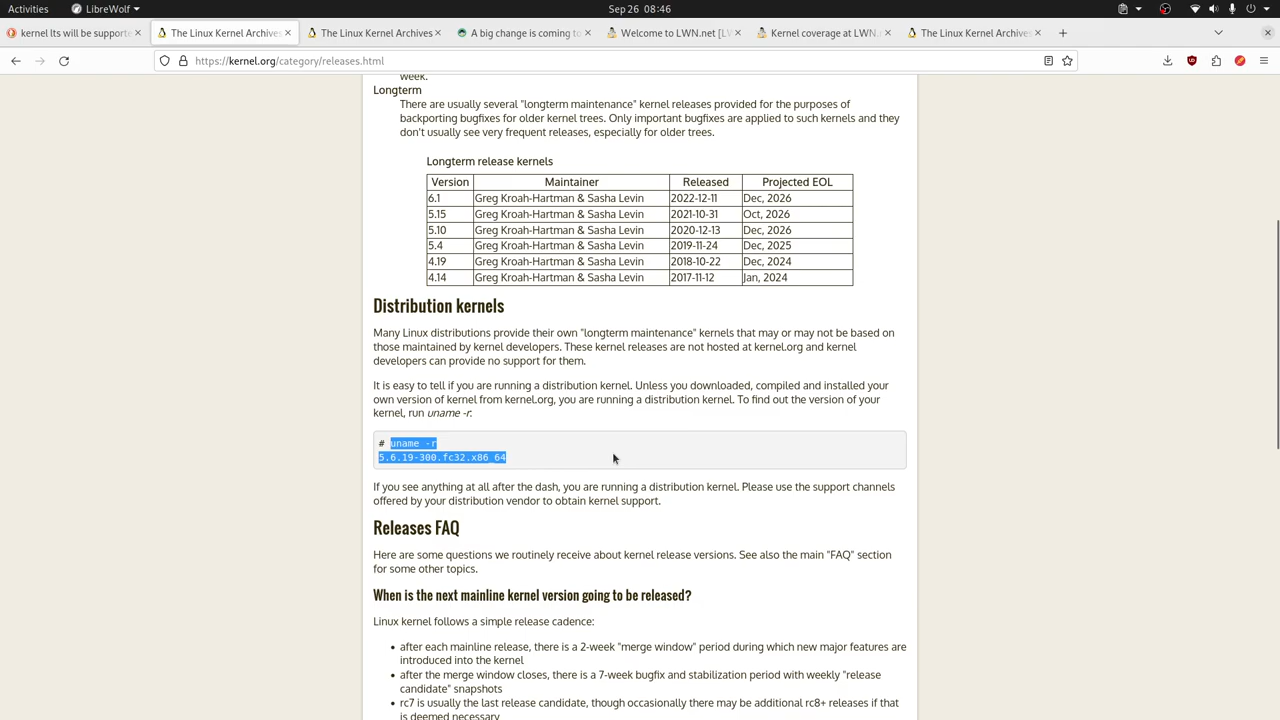 Activities
LibreWolf
Sep 26 08:46
kernel lts will be supporte
The Linux Kernel Archives
The Linux Kernel Archives
A big change is coming to
Welcome to LWN.net [LW
Kernel coverage at LWN.
The Linux Kernel Archives
https://kernel.org/category/releases.html
week.
Longterm
There are usually several "longterm maintenance" kernel releases provided for the purposes of
backporting bugfixes for older kernel trees. Only important bugfixes are applied to such kernels and they
don't usually see very frequent releases, especially for older trees.
Longterm release kernels
Version Maintainer Released Projected EOL
6.1 Greg Kroah-Hartman & Sasha Levin 2022-12-11 Dec, 2026
5.15 Greg Kroah-Hartman & Sasha Levin 2021-10-31 Oct, 2026
5.10 Greg Kroah-Hartman & Sasha Levin 2020-12-13 Dec, 2026
5.4 Greg Kroah-Hartman & Sasha Levin 2019-11-24 Dec, 2025
4.19 Greg Kroah-Hartman & Sasha Levin 2018-10-22 Dec, 2024
4.14 Greg Kroah-Hartman & Sasha Levin 2017-11-12 Jan, 2024
Distribution kernels
Many Linux distributions provide their own "longterm maintenance" kernels that may or may not be based on
those maintained by kernel developers. These kernel releases are not hosted at kernel.org and kernel
developers can provide no support for them.
It is easy to tell if you are running a distribution kernel. Unless you downloaded, compiled and installed your
own version of kernel from kernel.org, you are running a distribution kernel. To find out the version of your
kernel, run uname -r:
# uname -r
5.6.19-300.fc32.x86_64
If you see anything at all after the dash, you are running a distribution kernel. Please use the support channels
offered by your distribution vendor to obtain kernel support.
Releases FAQ
Here are some questions we routinely receive about kernel release versions. See also the main "FAQ" section
for some other topics.
When is the next mainline kernel version going to be released?
Linux kernel follows a simple release cadence:
• after each mainline release, there is a 2-week "merge window" period during which new major features are
introduced into the kernel
• after the merge window closes, there is a 7-week bugfix and stabilization period with weekly "release
candidate" snapshots
• rc7 is usually the last release candidate, though occasionally there may be additional rc8+ releases if that
is deemed necessary